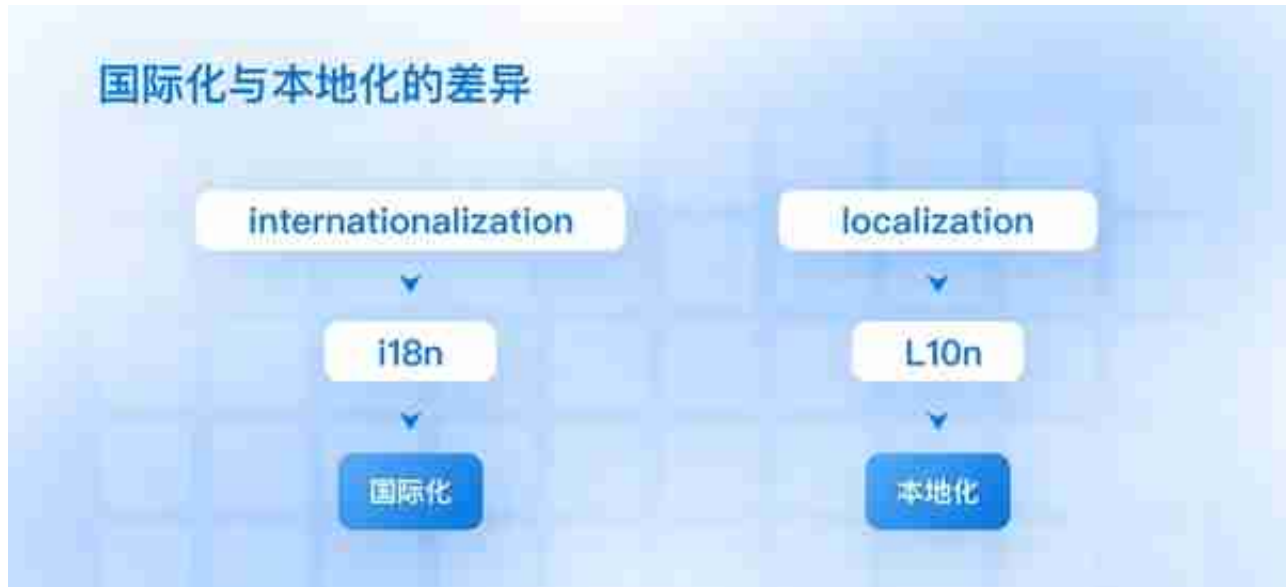 国际化与本地化的差异
internationalization
localization
i18n
L10n
国际化
本地化